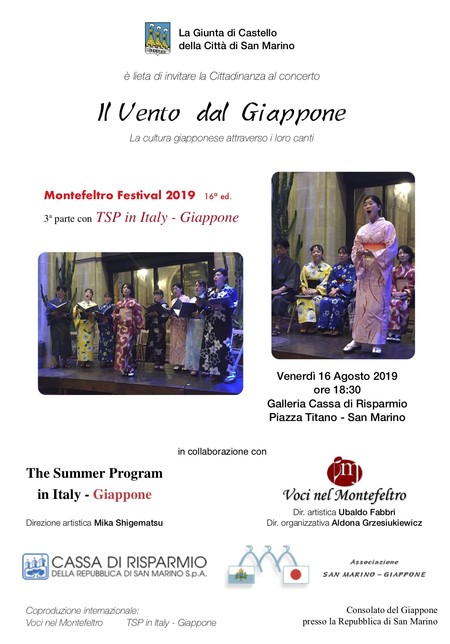 La Giunta di Castello
della Città di San Marino
è lieta di invitare la Cittadinanza al concerto
Il Vento dal Giappone
La cultura giapponese attraverso i loro canti
Montefeltro Festival 2019 16ª ed.
3ª parte con TSP in Italy - Giappone
Venerdì 16 Agosto 2019
ore 18:30
Galleria Cassa di Risparmio
Piazza Titano - San Marino
in collaborazione con
The Summer Program
in Italy - Giappone
Direzione artistica Mika Shigematsu
Voci nel Montefeltro
Dir. artistica Ubaldo Fabbri
Dir. organizzativa Aldona Grzesiukiewicz
CASSA DI RISPARMIO
DELLA REPUBBLICA DI SAN MARINO S.p.A.
Associazione
SAN MARINO – GIAPPONE
Coproduzione internazionale:
Voci nel Montefeltro TSP in Italy - Giappone
Consolato del Giappone
presso la Repubblica di San Marino